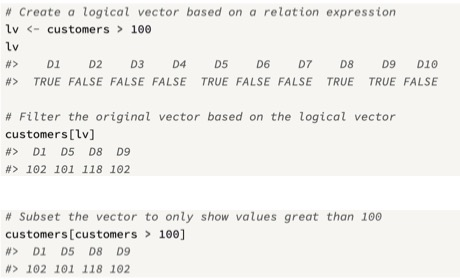 # Create a logical vector based on a relation expression
lv <- customers > 100
lv
#>    D1    D2    D3    D4    D5    D6    D7    D8    D9   D10
#>  TRUE FALSE FALSE FALSE  TRUE FALSE FALSE  TRUE  TRUE FALSE
# Filter the original vector based on the logical vector
customers[lv]
#>  D1  D5  D8  D9
#> 102 101 118 102
# Subset the vector to only show values great than 100
customers[customers > 100]
#>  D1  D5  D8  D9
#> 102 101 118 102